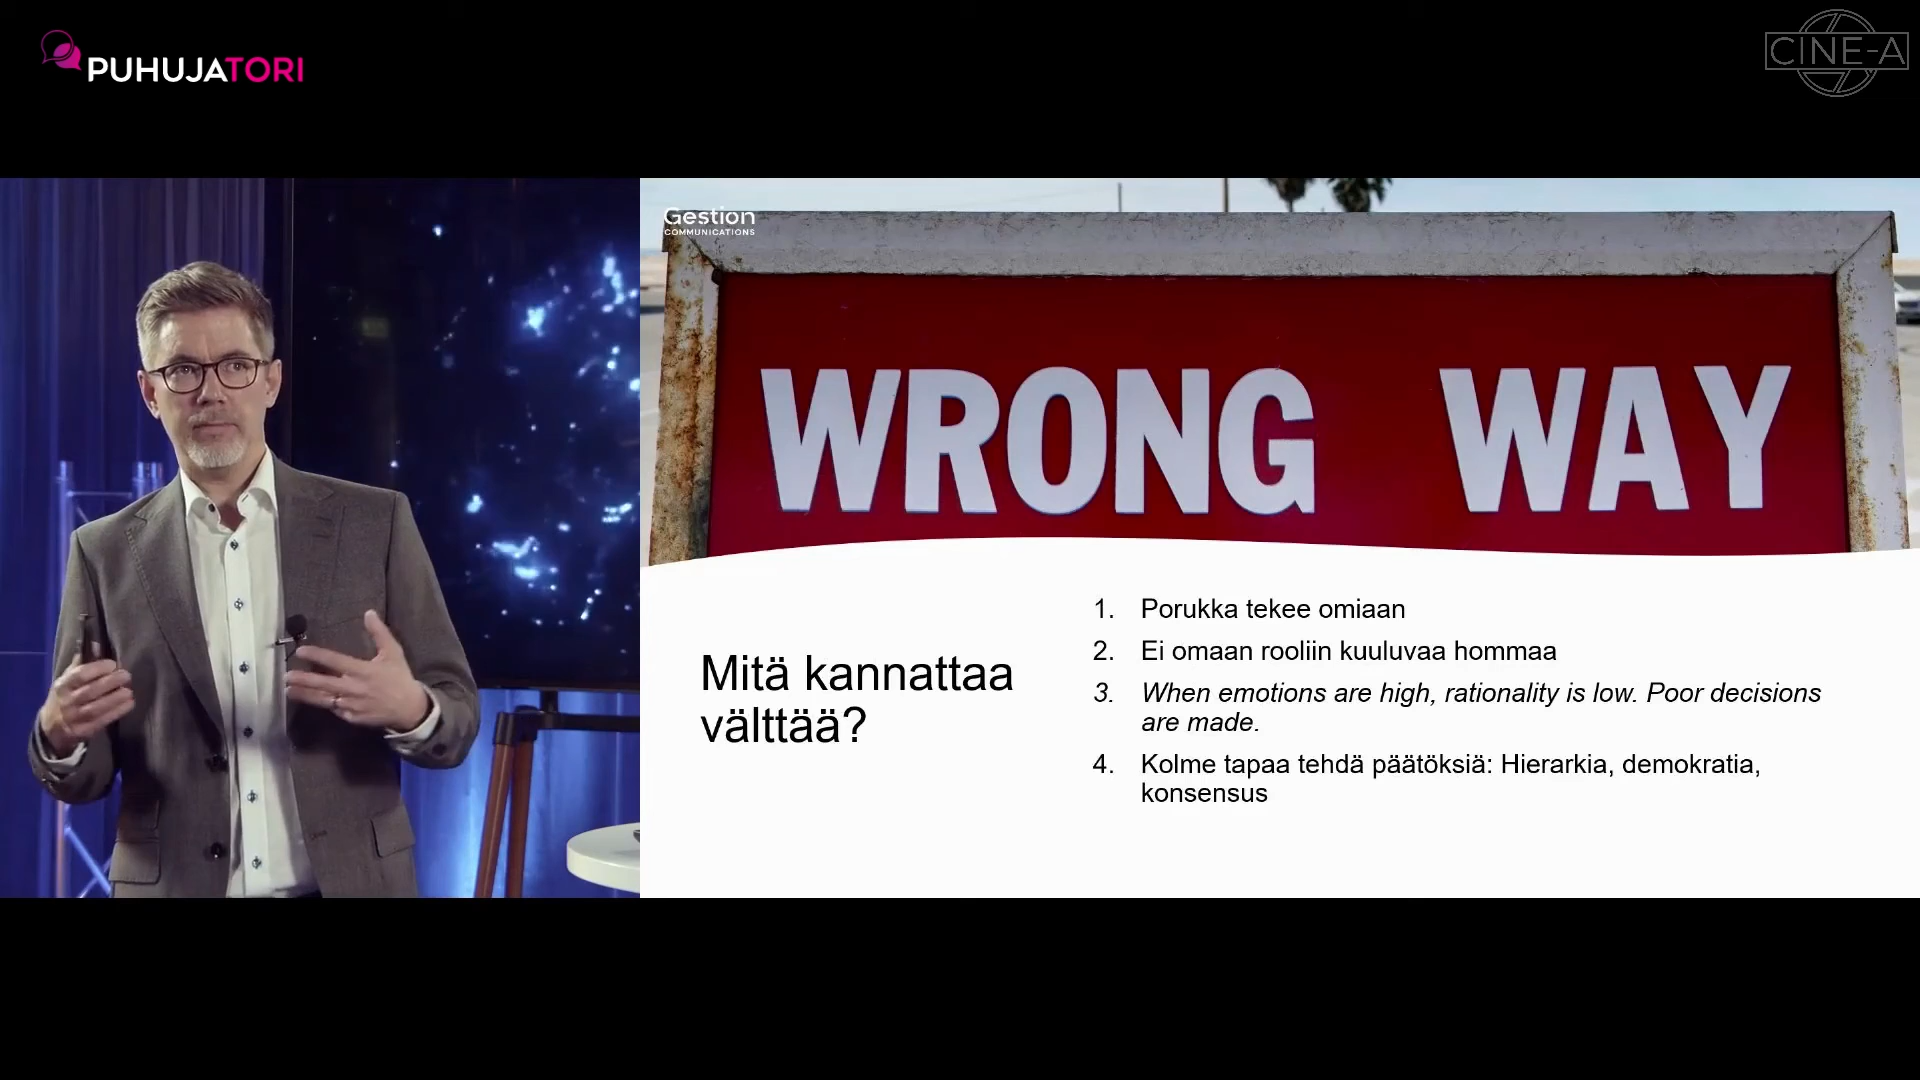 PUHUJATORI
CINE-A
Gestion
COMMUNICATIONS
WRONG WAY
Mitä kannattaa
välttää?
1. Porukka tekee omiaan
2. Ei omaan rooliin kuuluvaa hommaa
3. When emotions are high, rationality is low. Poor decisions
are made.
4. Kolme tapaa tehdä päätöksiä: Hierarkia, demokratia,
konsensus